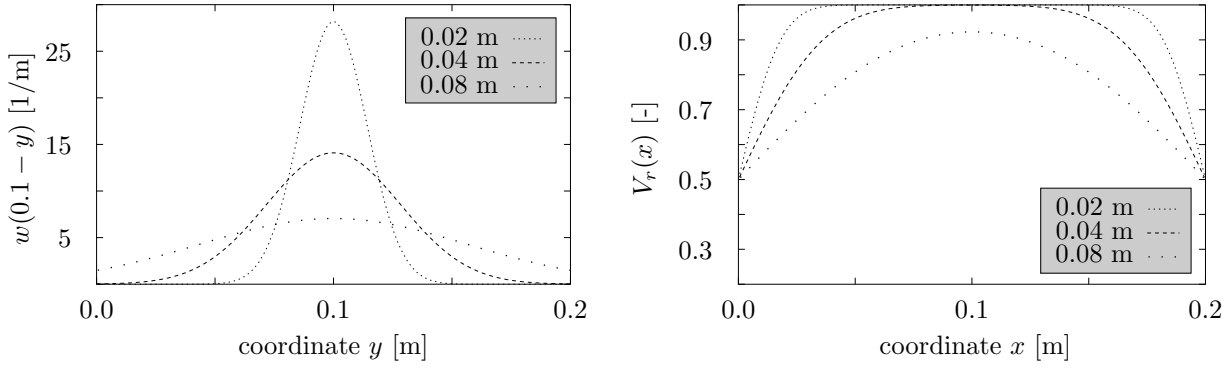 w(0.1 − y) [1/m]
25
15
5
0.02 m
0.04 m
0.08 m
0.0
0.1
0.2
coordinate y [m]
V_r(x) [-]
0.9
0.7
0.5
0.3
0.02 m
0.04 m
0.08 m
0.0
0.1
0.2
coordinate x [m]